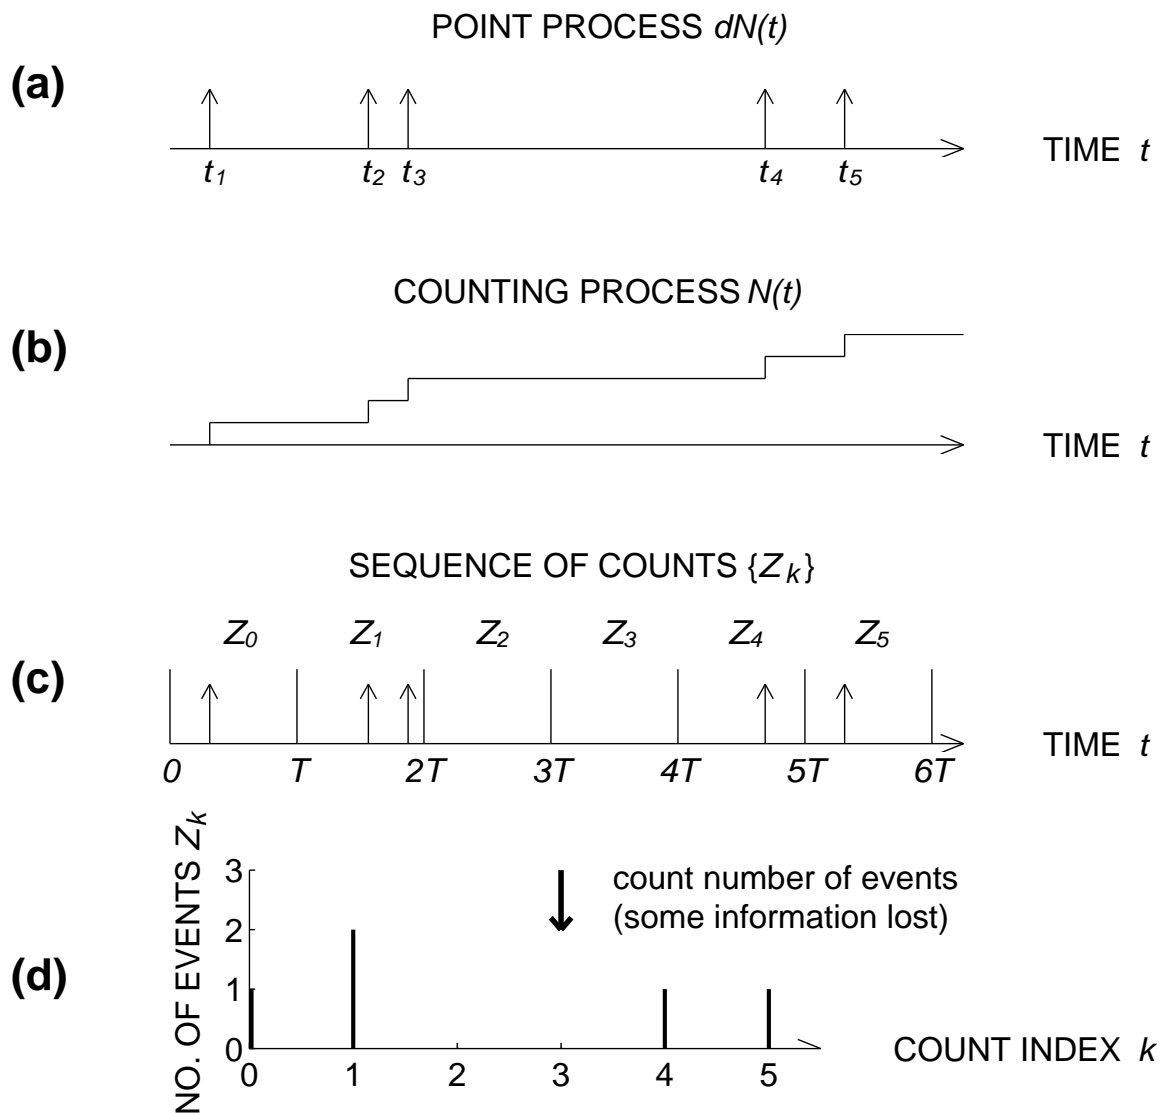 POINT PROCESS dN(t)
(a)
TIME t
t1 t2 t3 t4 t5
COUNTING PROCESS N(t)
(b)
TIME t
SEQUENCE OF COUNTS {Zk}
Z0 Z1 Z2 Z3 Z4 Z5
(c)
TIME t
0 T 2T 3T 4T 5T 6T
NO. OF EVENTS Zk
3
2
1
0
count number of events
(some information lost)
(d)
0 1 2 3 4 5
COUNT INDEX k